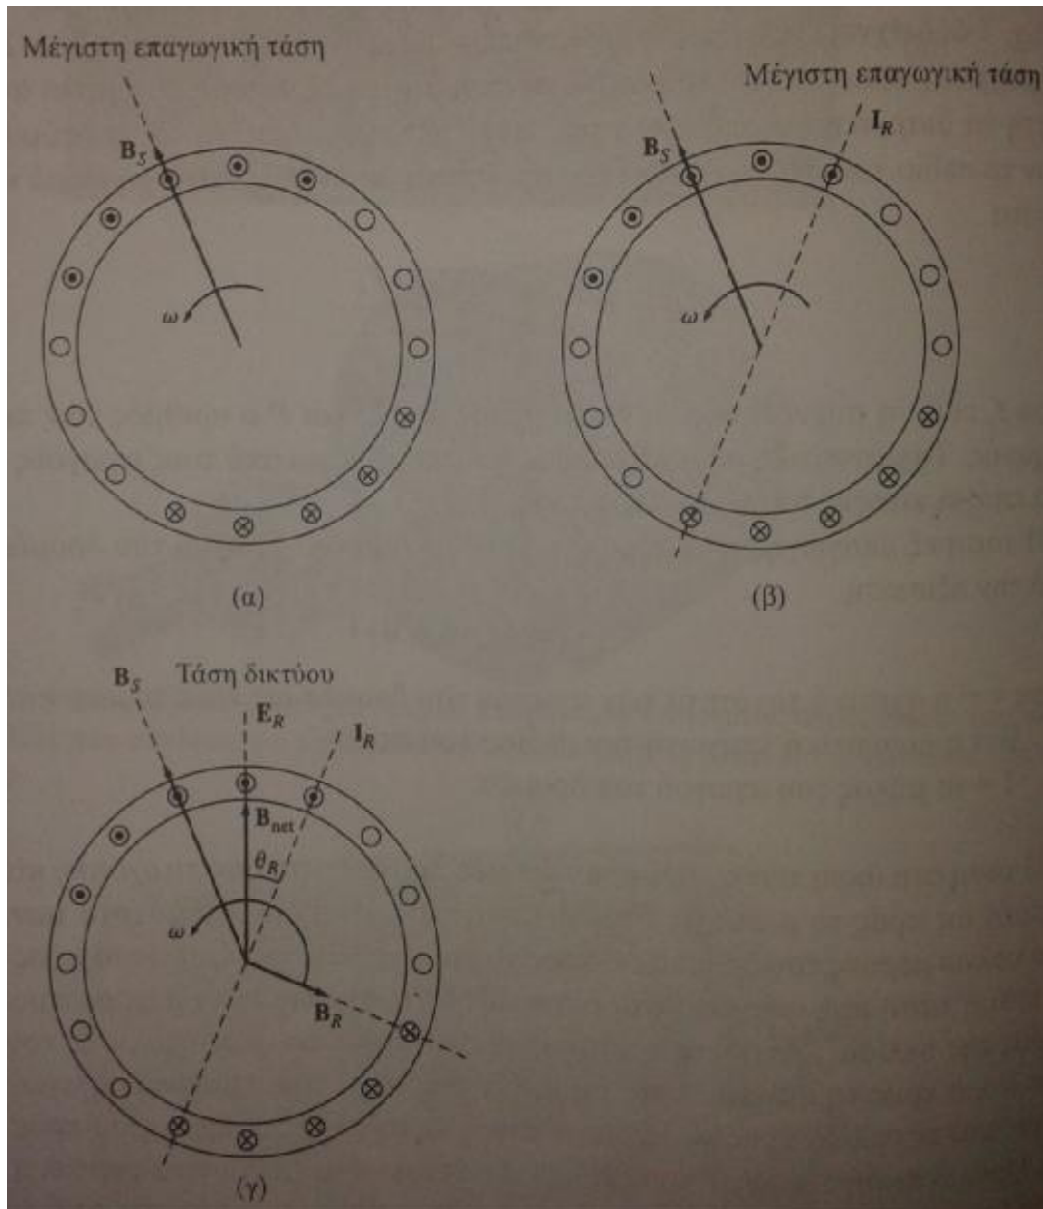 Μέγιστη επαγωγική τάση
B_S
ω
(α)
Μέγιστη επαγωγική τάση
I_R
B_S
ω
(β)
Τάση δικτύου
B_S
E_R
I_R
B_net
θ_R
ω
B_R
(γ)